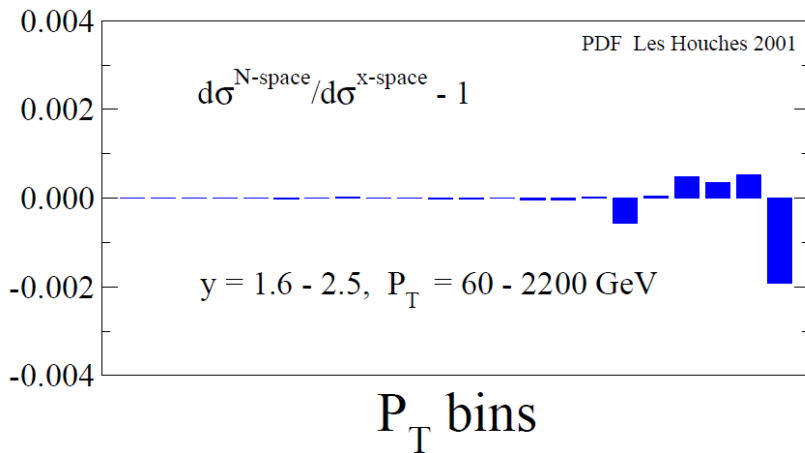 0.004
PDF Les Houches 2001
dσ^N-space/dσ^x-space - 1
0.002
0.000
-0.002
y = 1.6 - 2.5, P_T = 60 - 2200 GeV
-0.004
P_T bins